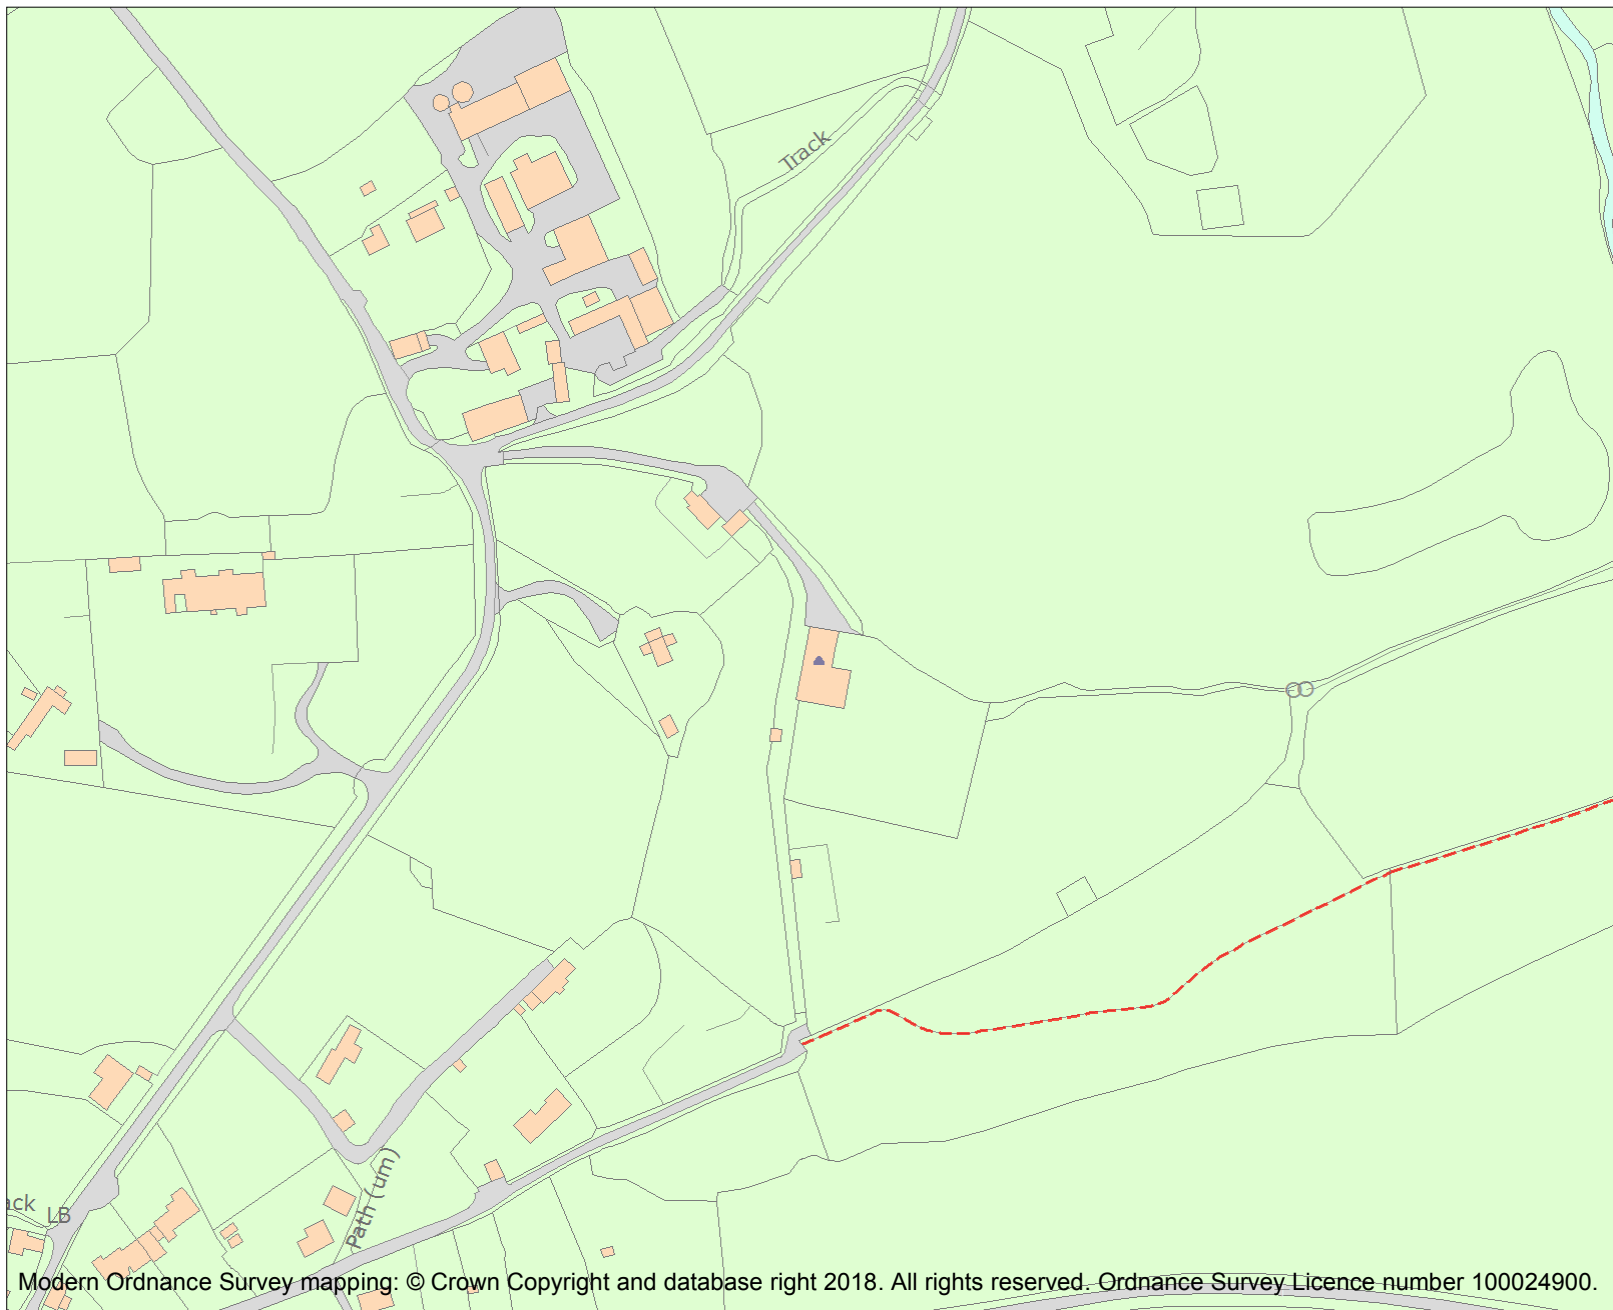 Track
Path (um)
ack
LB
Modern Ordnance Survey mapping: © Crown Copyright and database right 2018. All rights reserved. Ordnance Survey Licence number 100024900.